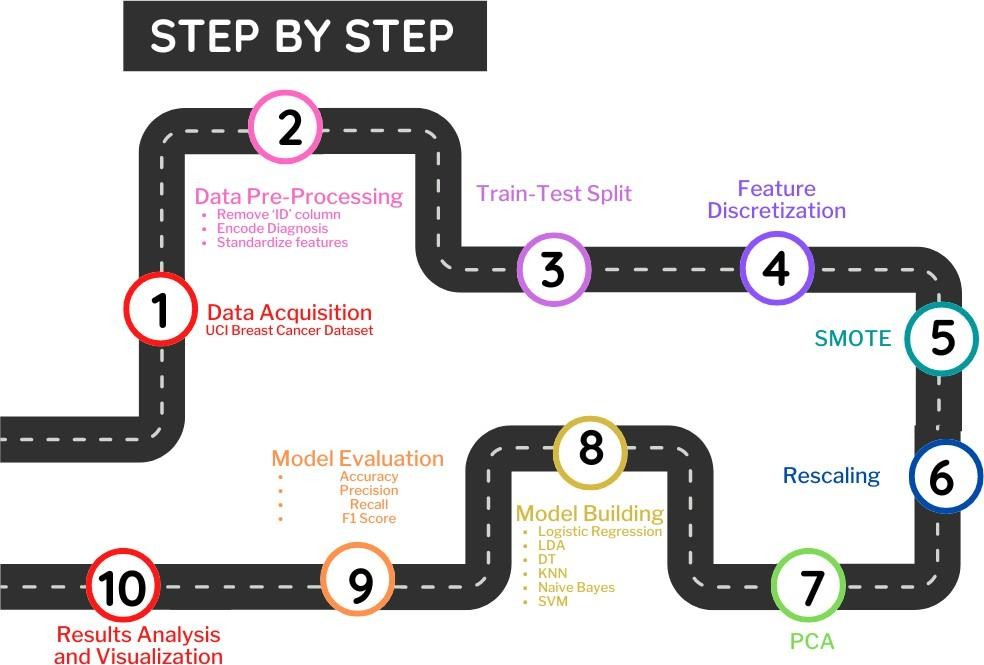 STEP BY STEP
1
Data Acquisition
UCI Breast Cancer Dataset
2
Data Pre-Processing
• Remove ‘ID’ column
• Encode Diagnosis
• Standardize features
Train-Test Split
3
Feature
Discretization
4
SMOTE
5
Rescaling
6
7
PCA
8
Model Building
• Logistic Regression
• LDA
• DT
• KNN
• Naive Bayes
• SVM
Model Evaluation
• Accuracy
• Precision
• Recall
• F1 Score
9
10
Results Analysis
and Visualization